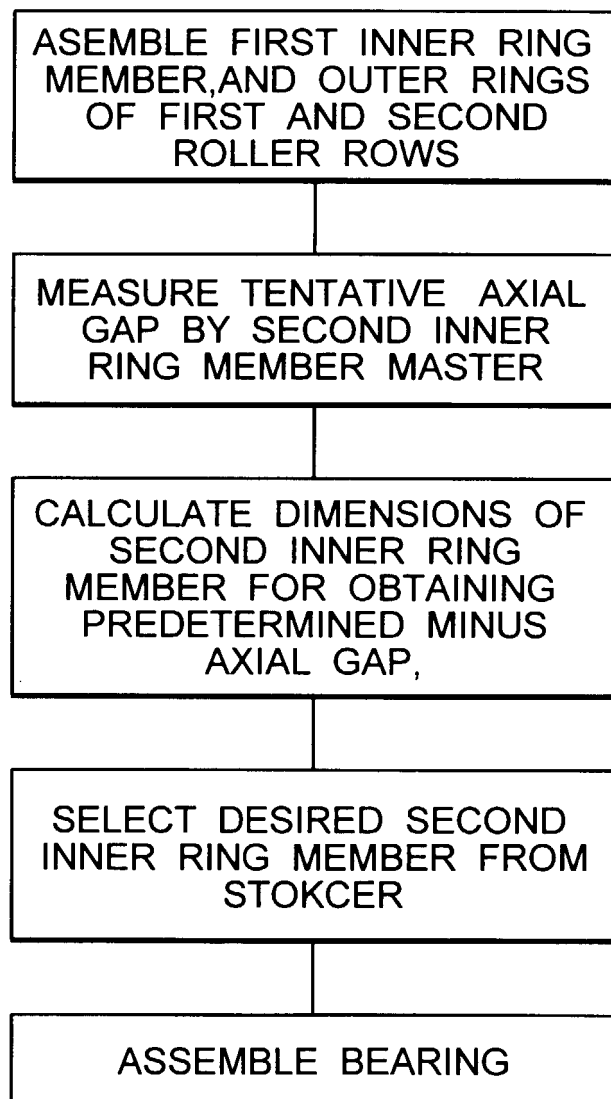 ASEMBLE FIRST INNER RING
MEMBER,AND OUTER RINGS
OF FIRST AND SECOND
ROLLER ROWS
MEASURE TENTATIVE AXIAL
GAP BY SECOND INNER
RING MEMBER MASTER
CALCULATE DIMENSIONS OF
SECOND INNER RING
MEMBER FOR OBTAINING
PREDETERMINED MINUS
AXIAL GAP,
SELECT DESIRED SECOND
INNER RING MEMBER FROM
STOKCER
ASSEMBLE BEARING